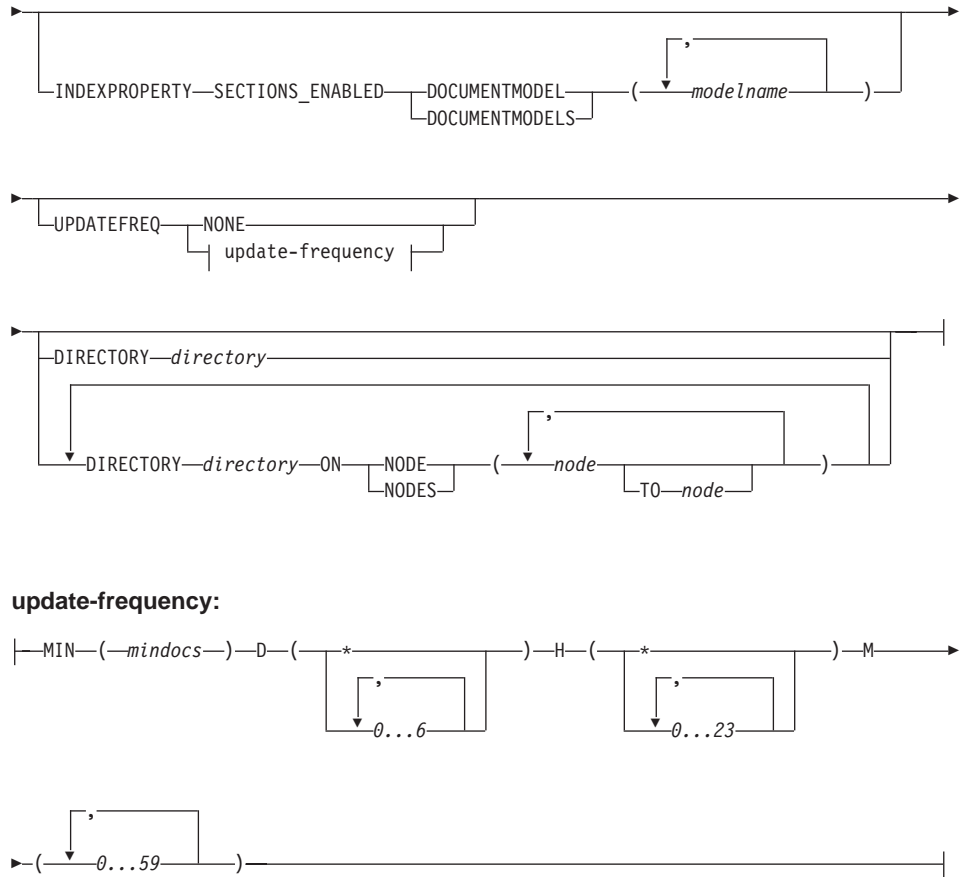 ,
INDEXPROPERTY SECTIONS_ENABLED DOCUMENTMODEL ( modelname )
DOCUMENTMODELS
UPDATEFREQ NONE
update-frequency
DIRECTORY directory
,
DIRECTORY directory ON NODE ( node )
NODES TO node
update-frequency:
MIN ( mindocs ) D ( * ) H ( * ) M
, ,
0...6 0...23
,
( 0...59 )